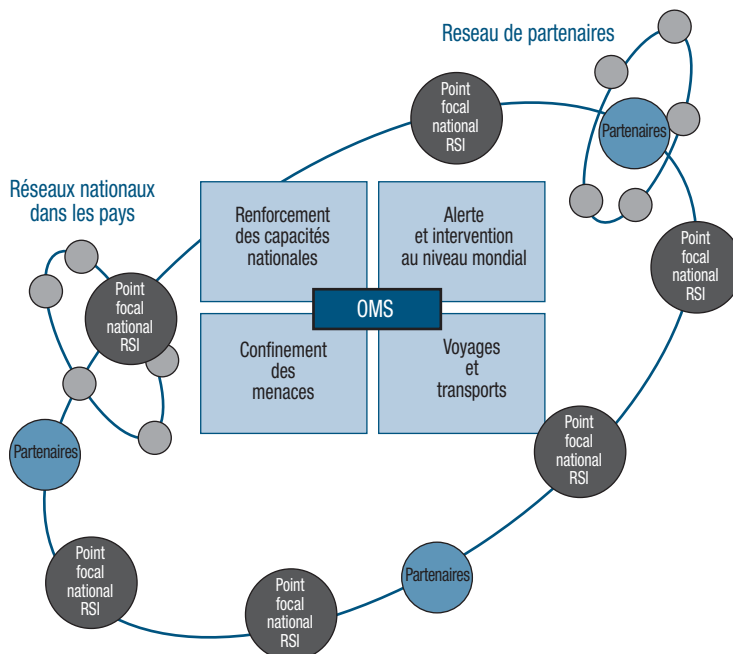 Reseau de partenaires
Point
focal
national
RSI
Partenaires
Réseaux nationaux
dans les pays
Renforcement
des capacités
nationales
Alerte
et intervention
au niveau mondial
Point
focal
national
RSI
Point
focal
national
RSI
OMS
Confinement
des
menaces
Voyages
et
transports
Point
focal
national
RSI
Partenaires
Point
focal
national
RSI
Point
focal
national
RSI
Partenaires